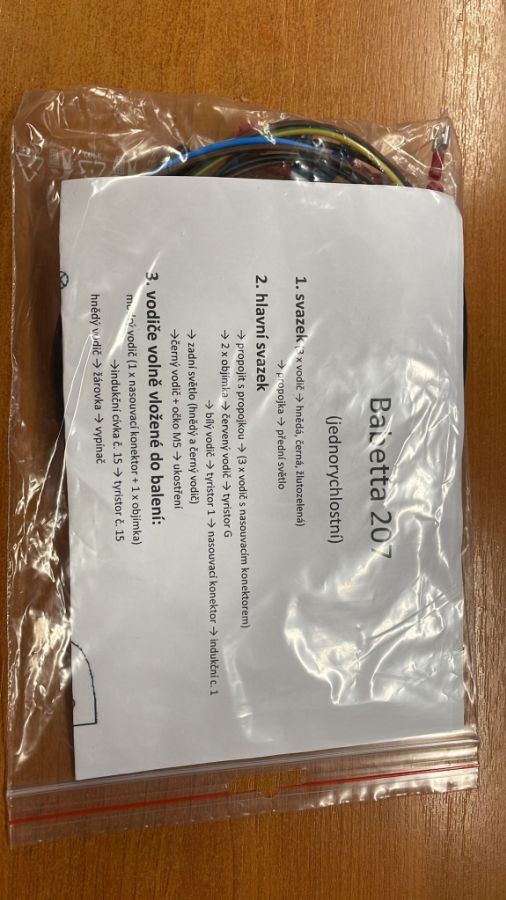 Babetta 207
(jednorychlostní)
1. svazek (3 x vodič → hnědá, černá, žlutozelená)
→ propojka → přední světlo
2. hlavní svazek
→ propojit s propojkou → (3 x vodič s nasouvacím konektorem)
→ 2 x objímka → červený vodič → tyristor G
→ bílý vodič → tyristor 1 → nasouvací konektor → indukční c. 1
→ zadní světlo (hnědý a černý vodič)
→černý vodič + očko M5 → ukostření
3. vodiče volně vložené do balení:
modrý vodič (1 x nasouvací konektor + 1 x objímka)
→indukční cívka č. 15 → tyristor č. 15
hnědý vodič → žárovka → vypínač